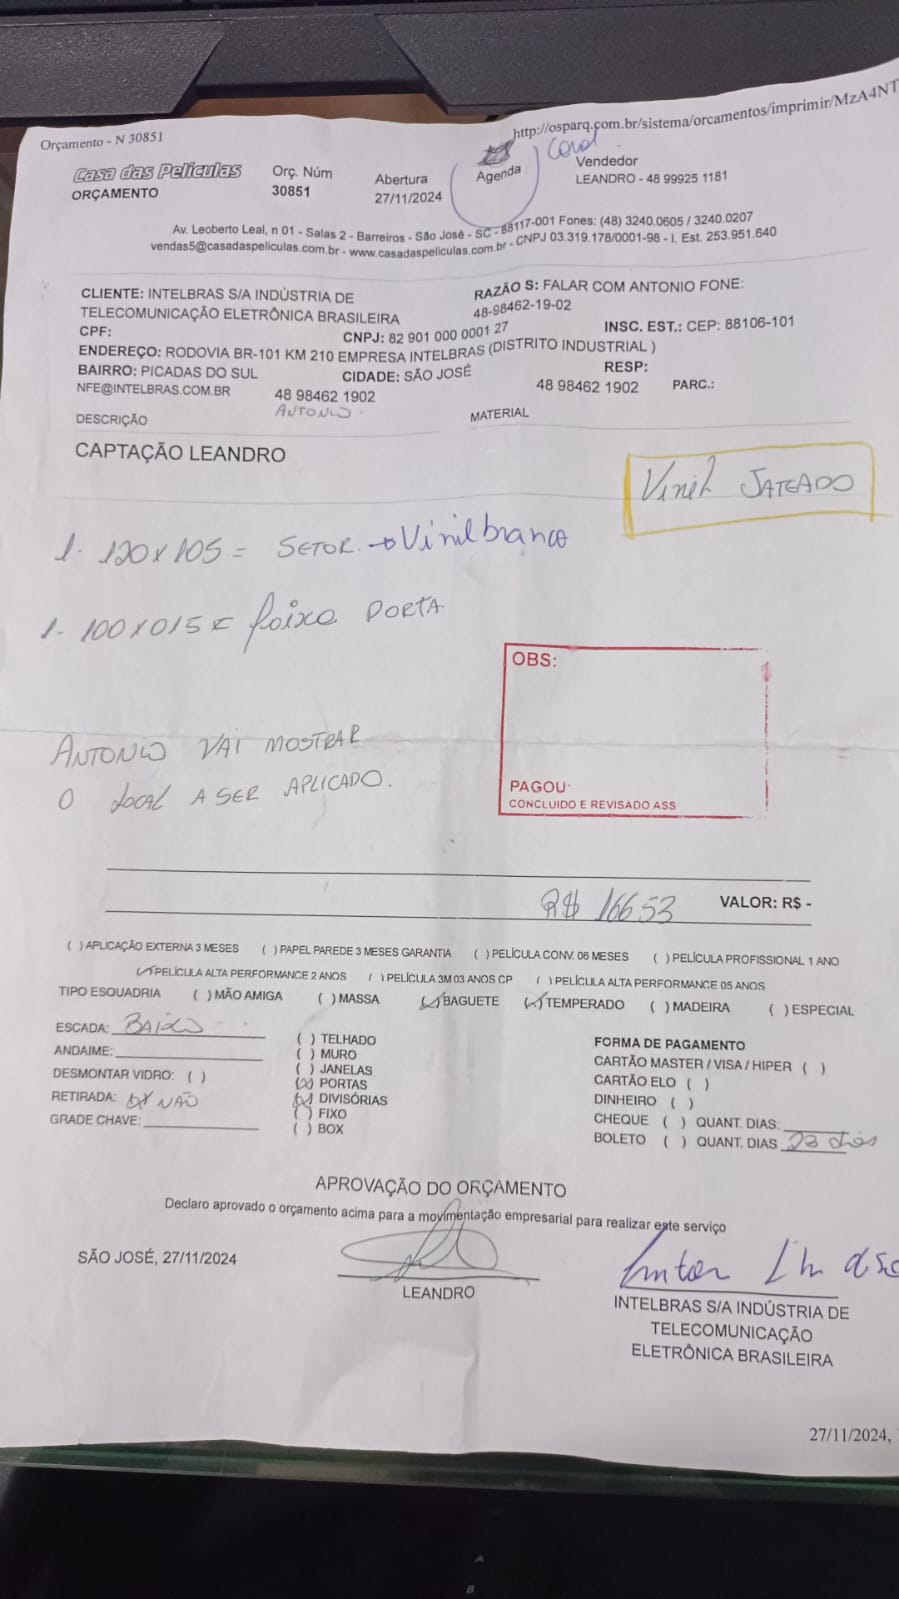 Orçamento - N 30851
http://osparq.com.br/sistema/orcamentos/imprimir/MzA4NT
Casa das Películas
ORÇAMENTO
Orç. Núm
30851
Abertura
27/11/2024
Agenda
Vendedor
LEANDRO - 48 99925 1181
Av. Leoberto Leal, n 01 - Salas 2 - Barreiros - São José - SC - 88117-001 Fones: (48) 3240.0605 / 3240.0207
vendas5@casadaspeliculas.com.br - www.casadaspeliculas.com.br - CNPJ 03.319.178/0001-98 - I. Est. 253.951.640
CLIENTE: INTELBRAS S/A INDÚSTRIA DE
TELECOMUNICAÇÃO ELETRÔNICA BRASILEIRA
RAZÃO S: FALAR COM ANTONIO FONE:
48-98462-19-02
CPF:
CNPJ: 82 901 000 0001 27
INSC. EST.: CEP: 88106-101
ENDEREÇO: RODOVIA BR-101 KM 210 EMPRESA INTELBRAS (DISTRITO INDUSTRIAL )
BAIRRO: PICADAS DO SUL
CIDADE: SÃO JOSÉ
RESP:
NFE@INTELBRAS.COM.BR
48 98462 1902
48 98462 1902
PARC.:
ANTONIO
DESCRIÇÃO
MATERIAL
CAPTAÇÃO LEANDRO
Vinil JATEADO
1- 120x105 = SETOR → Vinil branco
1- 100x015 = faixa PORTA
ANTONIO VAI MOSTRAR
O LOCAL A SER APLICADO.
OBS:
PAGOU:
CONCLUIDO E REVISADO ASS
R$ 166,53
VALOR: R$ -
( ) APLICAÇÃO EXTERNA 3 MESES ( ) PAPEL PAREDE 3 MESES GARANTIA ( ) PELÍCULA CONV. 06 MESES ( ) PELÍCULA PROFISSIONAL 1 ANO
(✓) PELÍCULA ALTA PERFORMANCE 2 ANOS ( ) PELÍCULA 3M 03 ANOS CP ( ) PELÍCULA ALTA PERFORMANCE 05 ANOS
TIPO ESQUADRIA ( ) MÃO AMIGA ( ) MASSA (✓) BAGUETE (✓) TEMPERADO ( ) MADEIRA ( ) ESPECIAL
ESCADA: BAIXO
ANDAIME:
DESMONTAR VIDRO: ( )
RETIRADA: (X) NÃO
GRADE CHAVE:
( ) TELHADO
( ) MURO
( ) JANELAS
(X) PORTAS
(X) DIVISÓRIAS
( ) FIXO
( ) BOX
FORMA DE PAGAMENTO
CARTÃO MASTER / VISA / HIPER ( )
CARTÃO ELO ( )
DINHEIRO ( )
CHEQUE ( ) QUANT. DIAS:
BOLETO ( ) QUANT. DIAS 23 dias
APROVAÇÃO DO ORÇAMENTO
Declaro aprovado o orçamento acima para a movimentação empresarial para realizar este serviço
SÃO JOSÉ, 27/11/2024
LEANDRO
INTELBRAS S/A INDÚSTRIA DE
TELECOMUNICAÇÃO
ELETRÔNICA BRASILEIRA
27/11/2024,
A
B